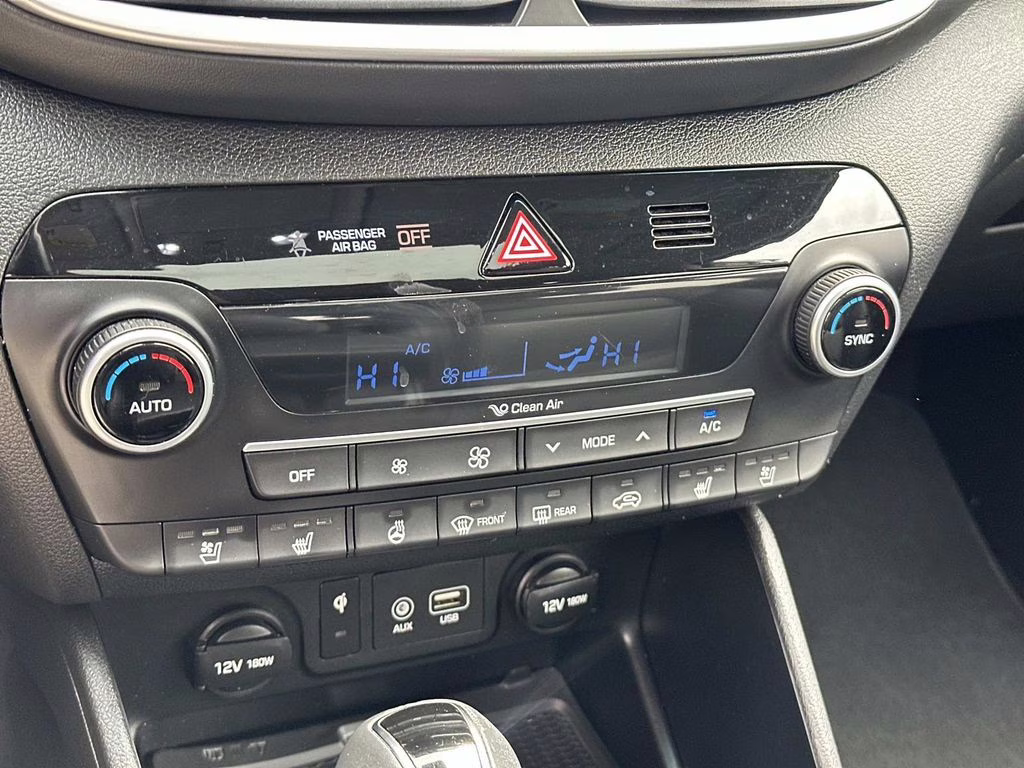 PASSENGER
AIR BAG OFF
A/C
HI HI
AUTO
SYNC
Clean Air
OFF MODE A/C
FRONT REAR
AUX USB
12V 180W
12V 180W